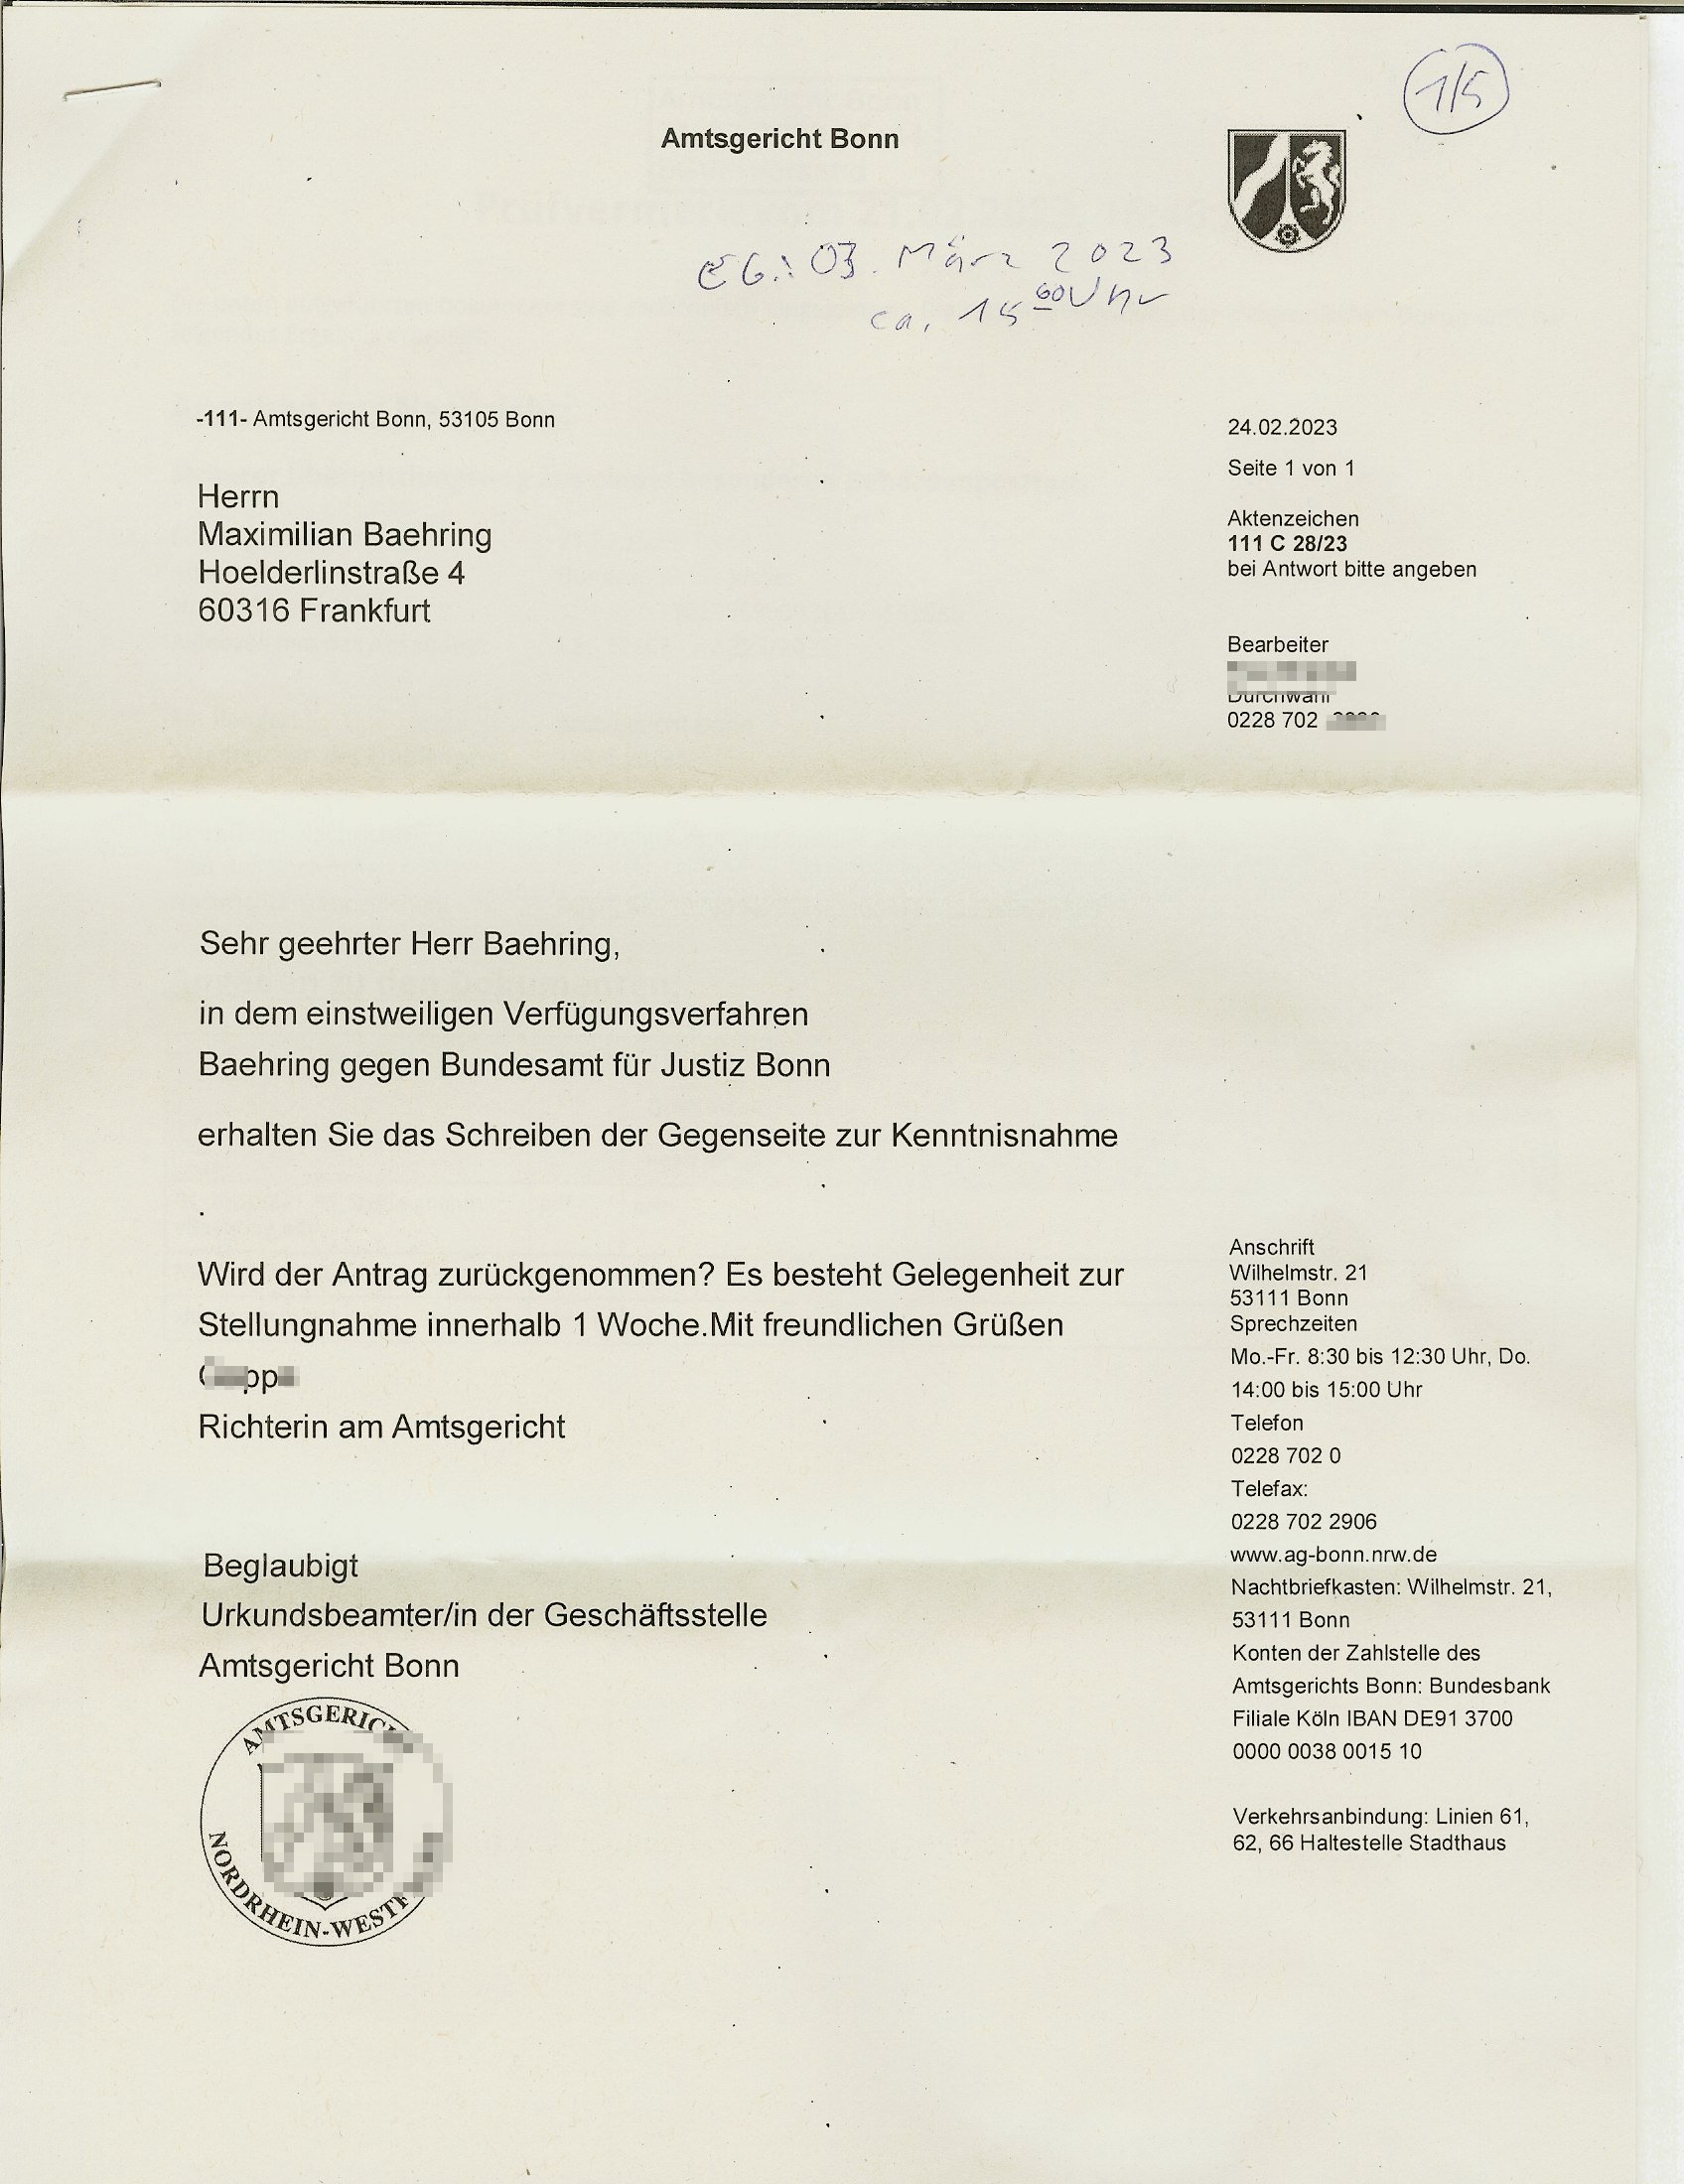 1/5
Amtsgericht Bonn
EG.: 03. März 2023
ca. 15 00 Uhr
-111- Amtsgericht Bonn, 53105 Bonn
Herrn
Maximilian Baehring
Hoelderlinstraße 4
60316 Frankfurt
24.02.2023
Seite 1 von 1
Aktenzeichen
111 C 28/23
bei Antwort bitte angeben
Bearbeiter
Durchwahl
0228 702
Sehr geehrter Herr Baehring,
in dem einstweiligen Verfügungsverfahren
Baehring gegen Bundesamt für Justiz Bonn
erhalten Sie das Schreiben der Gegenseite zur Kenntnisnahme
.
Wird der Antrag zurückgenommen? Es besteht Gelegenheit zur
Stellungnahme innerhalb 1 Woche.Mit freundlichen Grüßen
Richterin am Amtsgericht
Beglaubigt
Urkundsbeamter/in der Geschäftsstelle
Amtsgericht Bonn
Anschrift
Wilhelmstr. 21
53111 Bonn
Sprechzeiten
Mo.-Fr. 8:30 bis 12:30 Uhr, Do.
14:00 bis 15:00 Uhr
Telefon
0228 702 0
Telefax:
0228 702 2906
www.ag-bonn.nrw.de
Nachtbriefkasten: Wilhelmstr. 21,
53111 Bonn
Konten der Zahlstelle des
Amtsgerichts Bonn: Bundesbank
Filiale Köln IBAN DE91 3700
0000 0038 0015 10
Verkehrsanbindung: Linien 61,
62, 66 Haltestelle Stadthaus